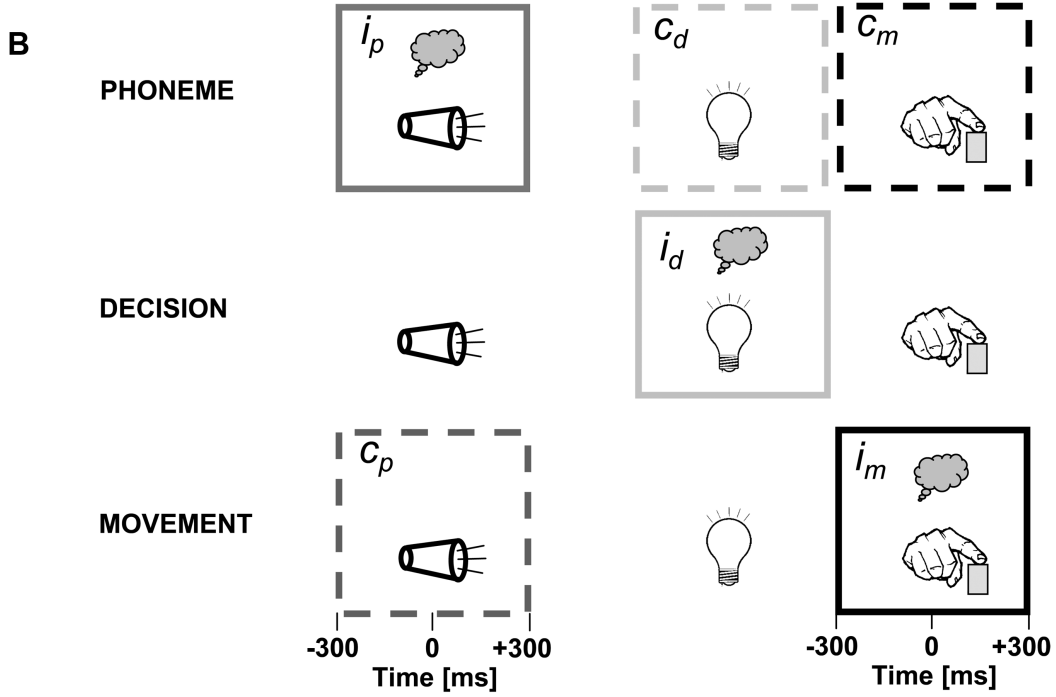 B
PHONEME
i_p
c_d
c_m
DECISION
i_d
MOVEMENT
c_p
i_m
-300 0 +300
Time [ms]
-300 0 +300
Time [ms]